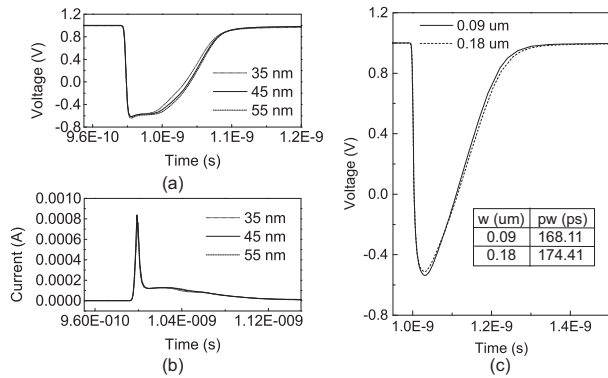 1.2
0.8
0.4
0.0
-0.4
-0.8
Voltage (V)
35 nm
45 nm
55 nm
9.6E-10 1.0E-9 1.1E-9 1.2E-9
Time (s)
(a)
0.0010
0.0008
0.0006
0.0004
0.0002
0.0000
Current (A)
35 nm
45 nm
55 nm
9.60E-010 1.04E-009 1.12E-009
Time (s)
(b)
1.2
0.8
0.4
0.0
-0.4
-0.8
Voltage (V)
0.09 um
0.18 um
w (um) pw (ps)
0.09 168.11
0.18 174.41
1.0E-9 1.2E-9 1.4E-9
Time (s)
(c)